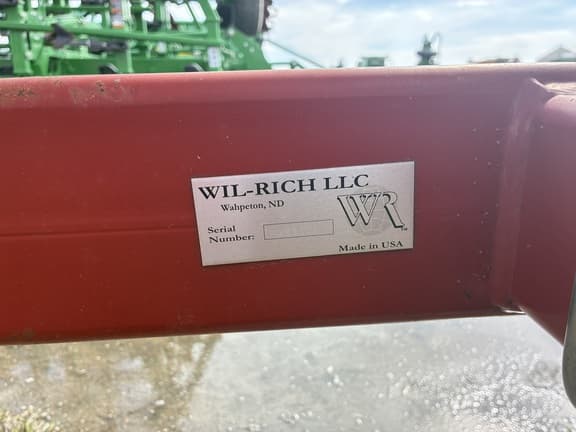 WIL-RICH LLC
Wahpeton, ND
WR
Serial
Number:
Made in USA